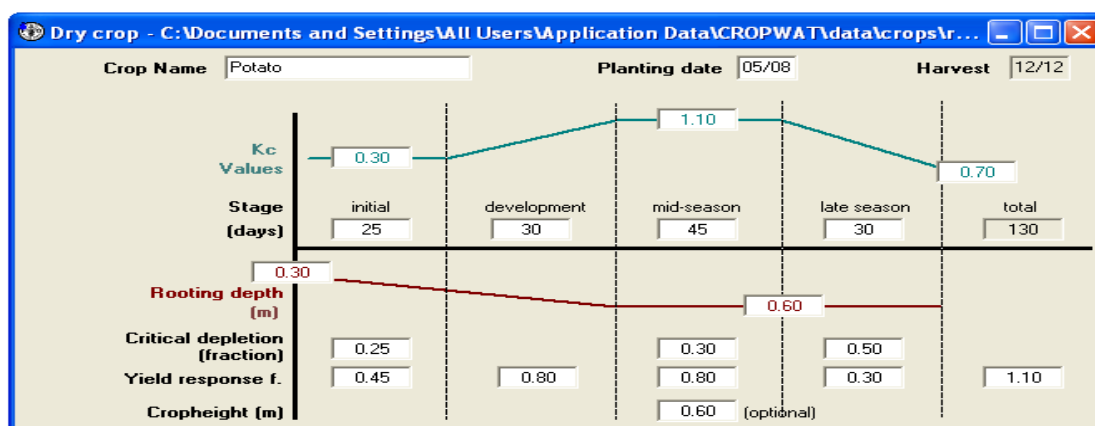 Dry crop - C:\Documents and Settings\All Users\Application Data\CROPWAT\data\crops\r...
Crop Name Potato Planting date 05/08 Harvest 12/12
1.10
Kc 0.30
Values 0.70
Stage initial development mid-season late season total
(days) 25 30 45 30 130
0.30
Rooting depth 0.60
(m)
Critical depletion
(fraction) 0.25 0.30 0.50
Yield response f. 0.45 0.80 0.80 0.30 1.10
Cropheight (m) 0.60 (optional)